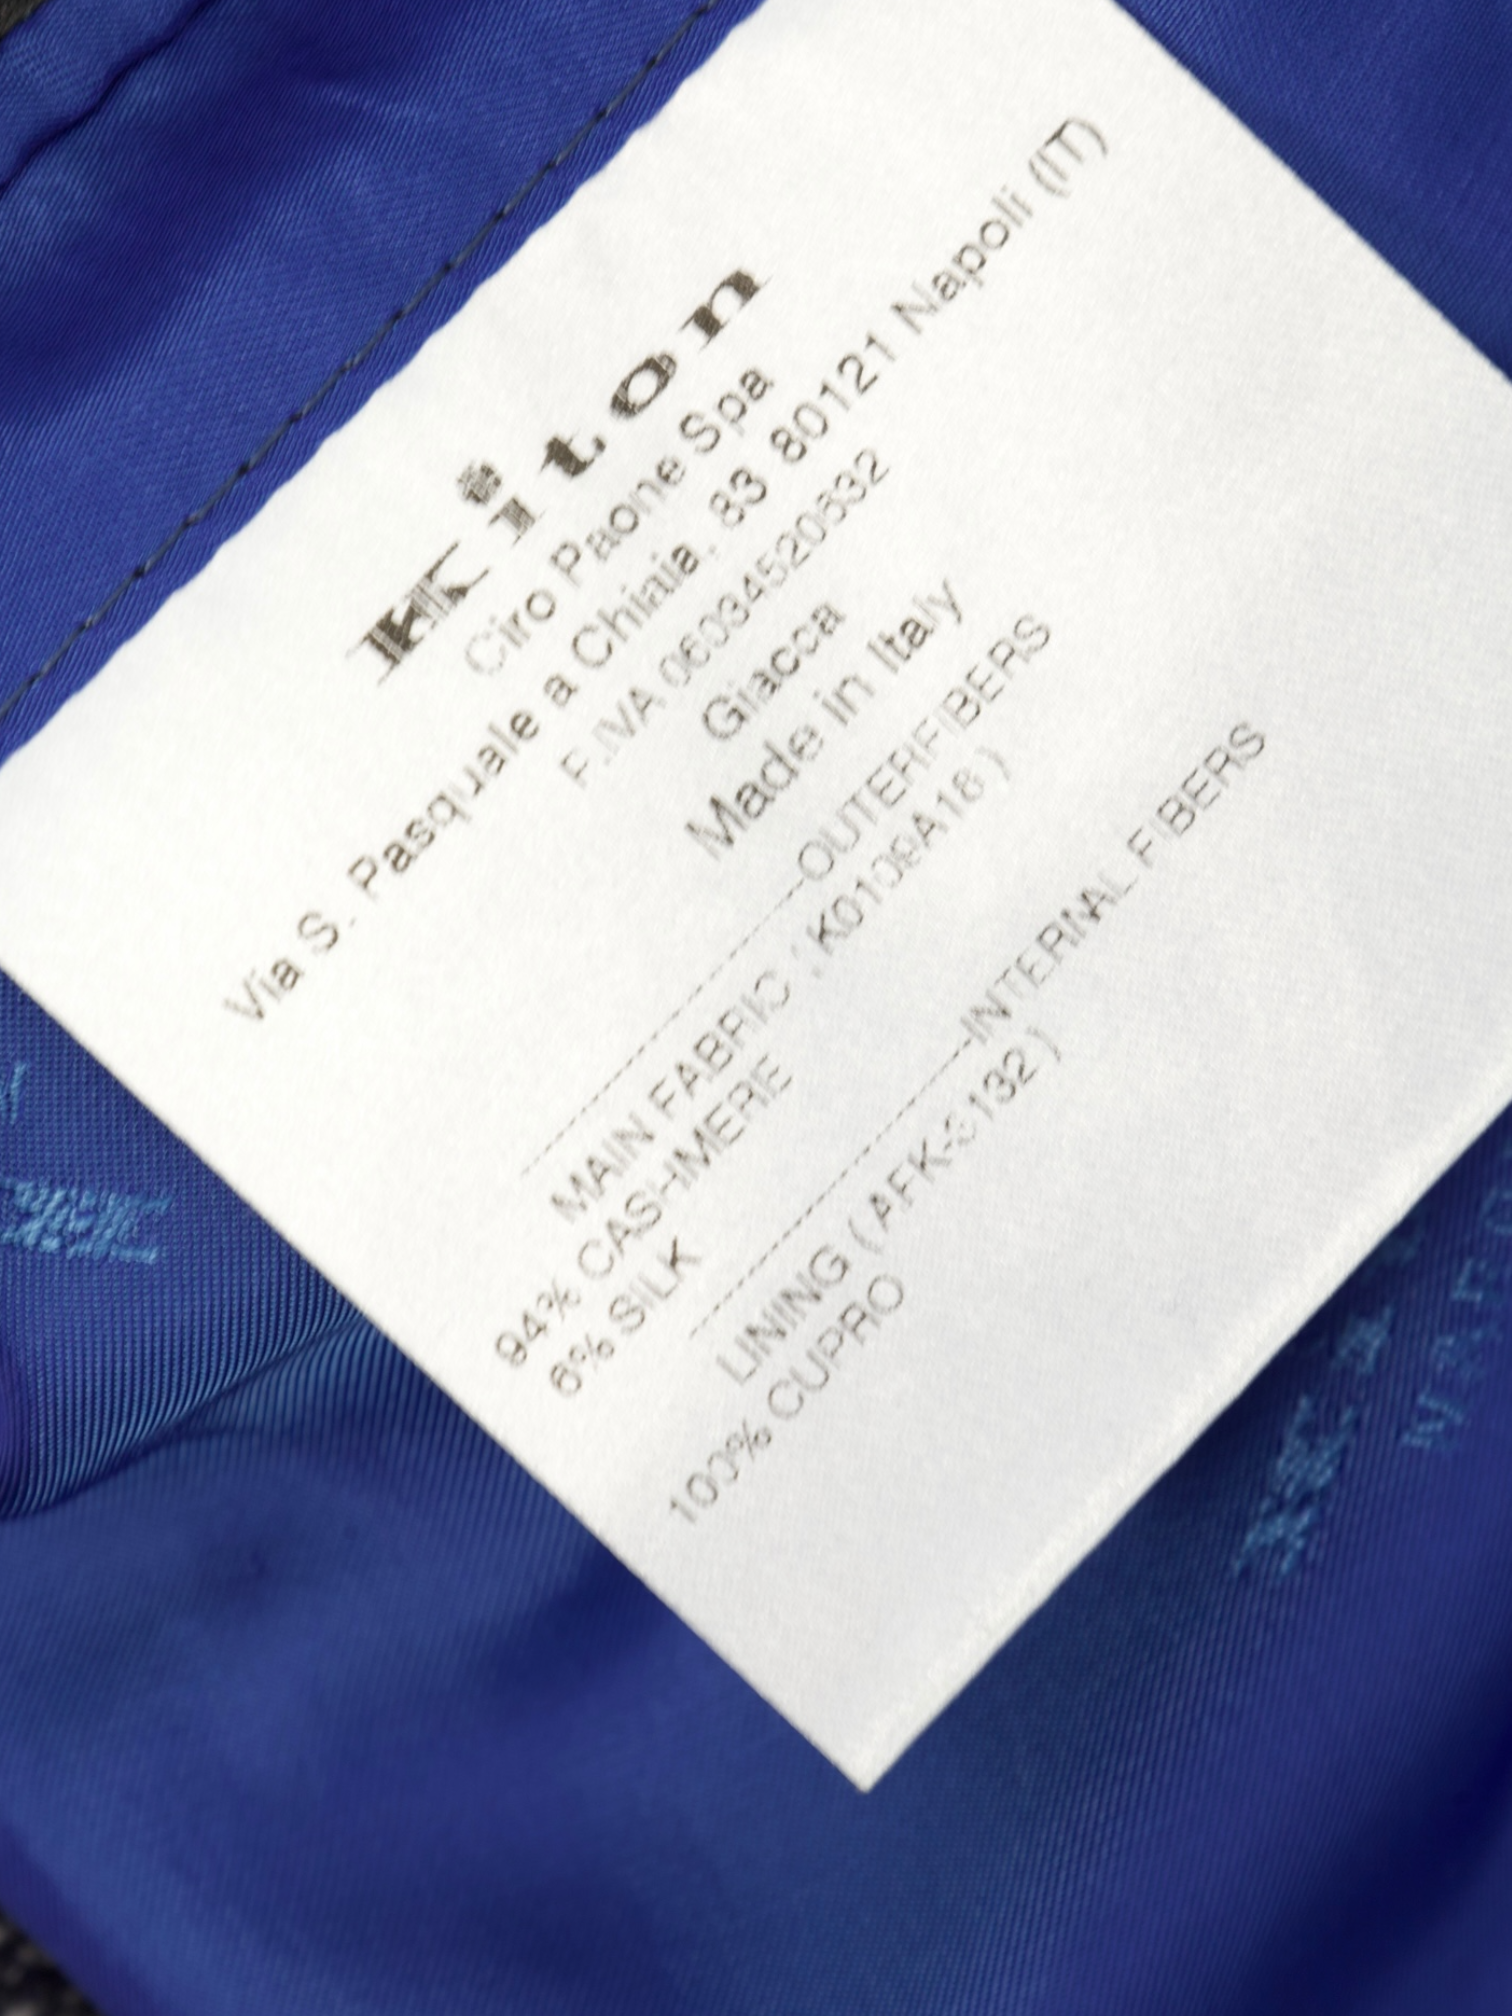 Kiton
Ciro Paone Spa
Via S. Pasquale a Chiaia, 83 80121 Napoli (IT)
P.IVA 06034520632
Giacca
Made in Italy
OUTERFIBERS
MAIN FABRIC ( K0109A18 )
94% CASHMERE
6% SILK
INTERNAL FIBERS
LINING ( AFK-3132 )
100% CUPRO